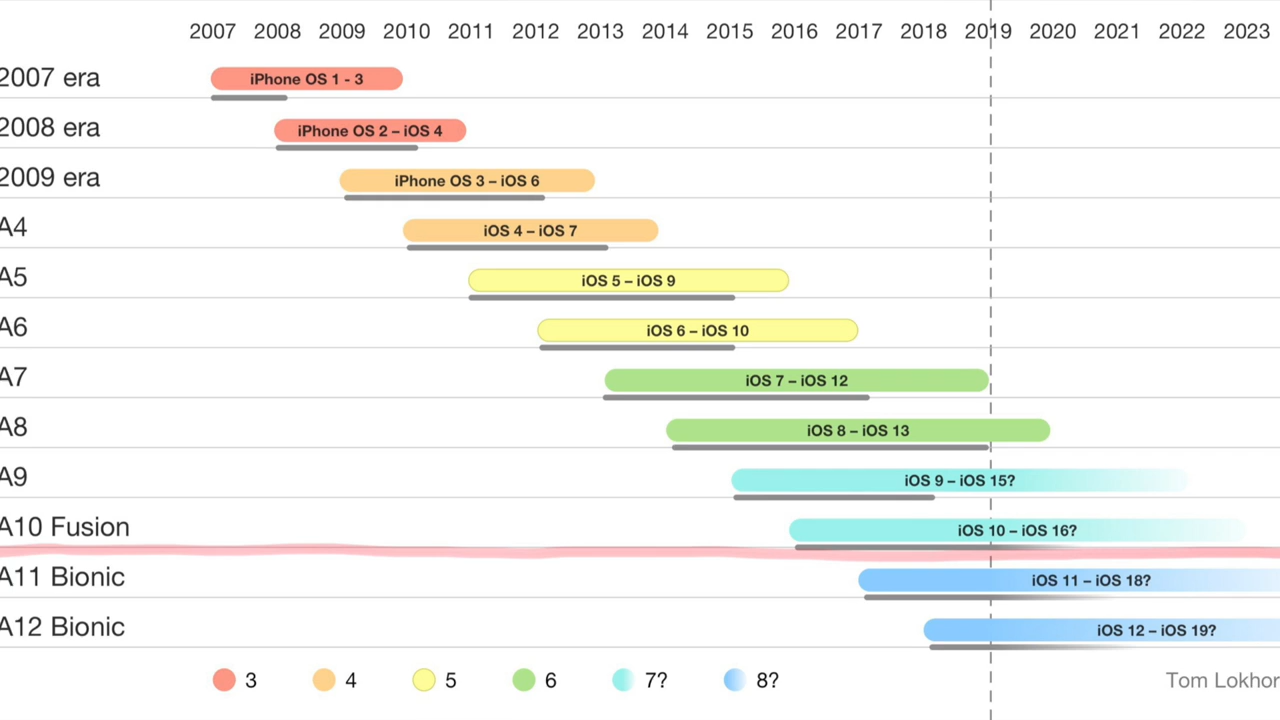 2007 2008 2009 2010 2011 2012 2013 2014 2015 2016 2017 2018 2019 2020 2021 2022 2023
2007 era
iPhone OS 1 - 3
2008 era
iPhone OS 2 – iOS 4
2009 era
iPhone OS 3 – iOS 6
A4
iOS 4 – iOS 7
A5
iOS 5 – iOS 9
A6
iOS 6 – iOS 10
A7
iOS 7 – iOS 12
A8
iOS 8 – iOS 13
A9
iOS 9 – iOS 15?
A10 Fusion
iOS 10 – iOS 16?
A11 Bionic
iOS 11 – iOS 18?
A12 Bionic
iOS 12 – iOS 19?
3 4 5 6 7? 8?
Tom Lokhor